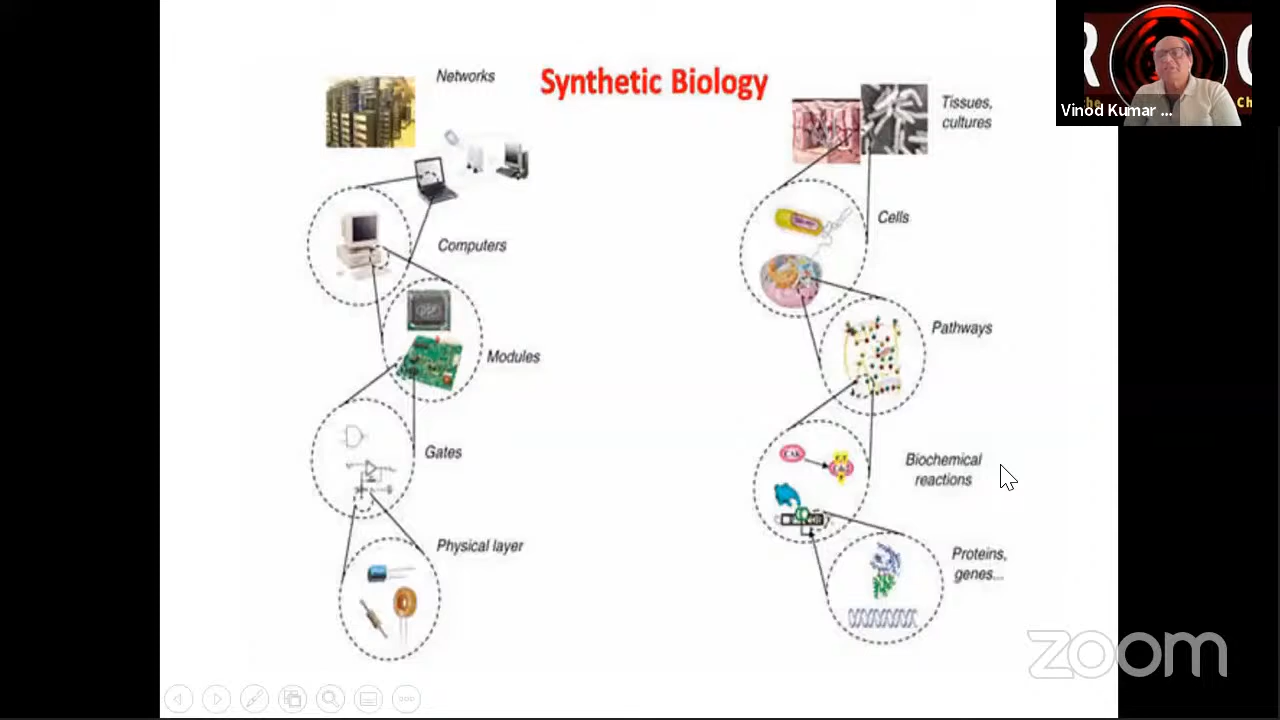 Synthetic Biology
Networks
Computers
Modules
Gates
Physical layer
Tissues,
cultures
Cells
Pathways
Biochemical
reactions
Proteins,
genes...
Vinod Kumar ...
zoom